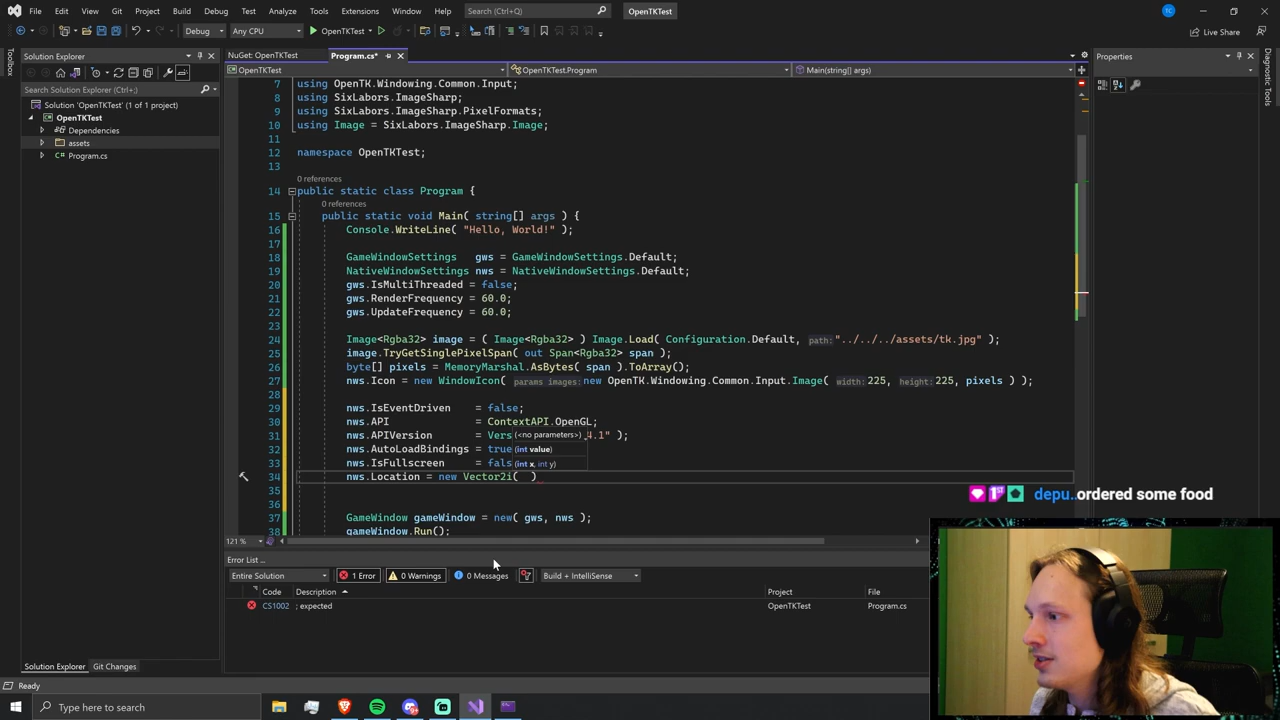 File Edit View Git Project Build Debug Test Analyze Tools Extensions Window Help Search (Ctrl+Q) OpenTKTest TC
Debug Any CPU OpenTKTest Live Share
Toolbox
Solution Explorer
Search Solution Explorer (Ctrl+;)
Solution 'OpenTKTest' (1 of 1 project)
OpenTKTest
Dependencies
assets
Program.cs
Solution Explorer Git Changes
NuGet: OpenTKTest Program.cs*
OpenTKTest OpenTKTest.Program Main(string[] args)
7 using OpenTK.Windowing.Common.Input;
8 using SixLabors.ImageSharp;
9 using SixLabors.ImageSharp.PixelFormats;
10 using Image = SixLabors.ImageSharp.Image;
11
12 namespace OpenTKTest;
13
0 references
14 public static class Program {
0 references
15 public static void Main( string[] args ) {
16 Console.WriteLine( "Hello, World!" );
17
18 GameWindowSettings gws = GameWindowSettings.Default;
19 NativeWindowSettings nws = NativeWindowSettings.Default;
20 gws.IsMultiThreaded = false;
21 gws.RenderFrequency = 60.0;
22 gws.UpdateFrequency = 60.0;
23
24 Image<Rgba32> image = ( Image<Rgba32> ) Image.Load( Configuration.Default, path: "../../../assets/tk.jpg" );
25 image.TryGetSinglePixelSpan( out Span<Rgba32> span );
26 byte[] pixels = MemoryMarshal.AsBytes( span ).ToArray();
27 nws.Icon = new WindowIcon( params images: new OpenTK.Windowing.Common.Input.Image( width: 225, height: 225, pixels ) );
28
29 nws.IsEventDriven = false;
30 nws.API = ContextAPI.OpenGL;
31 nws.APIVersion = Vers 4.1" );
32 nws.AutoLoadBindings = true
33 nws.IsFullscreen = fals
34 nws.Location = new Vector2i( )
35
36
37 GameWindow gameWindow = new( gws, nws );
38 gameWindow.Run();
(<no parameters>)
(int value)
(int x, int y)
121 %
Error List ...
Entire Solution 1 Error 0 Warnings 0 Messages Build + IntelliSense
Code Description Project File
CS1002 ; expected OpenTKTest Program.cs
Properties
Diagnostic Tools
depu..ordered some food
Ready
Type here to search